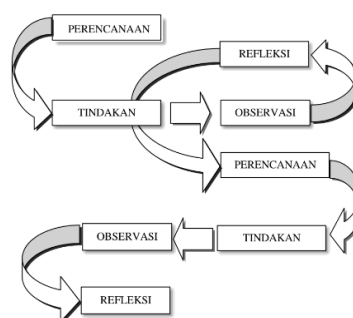 PERENCANAAN
REFLEKSI
TINDAKAN
OBSERVASI
PERENCANAAN
OBSERVASI
TINDAKAN
REFLEKSI